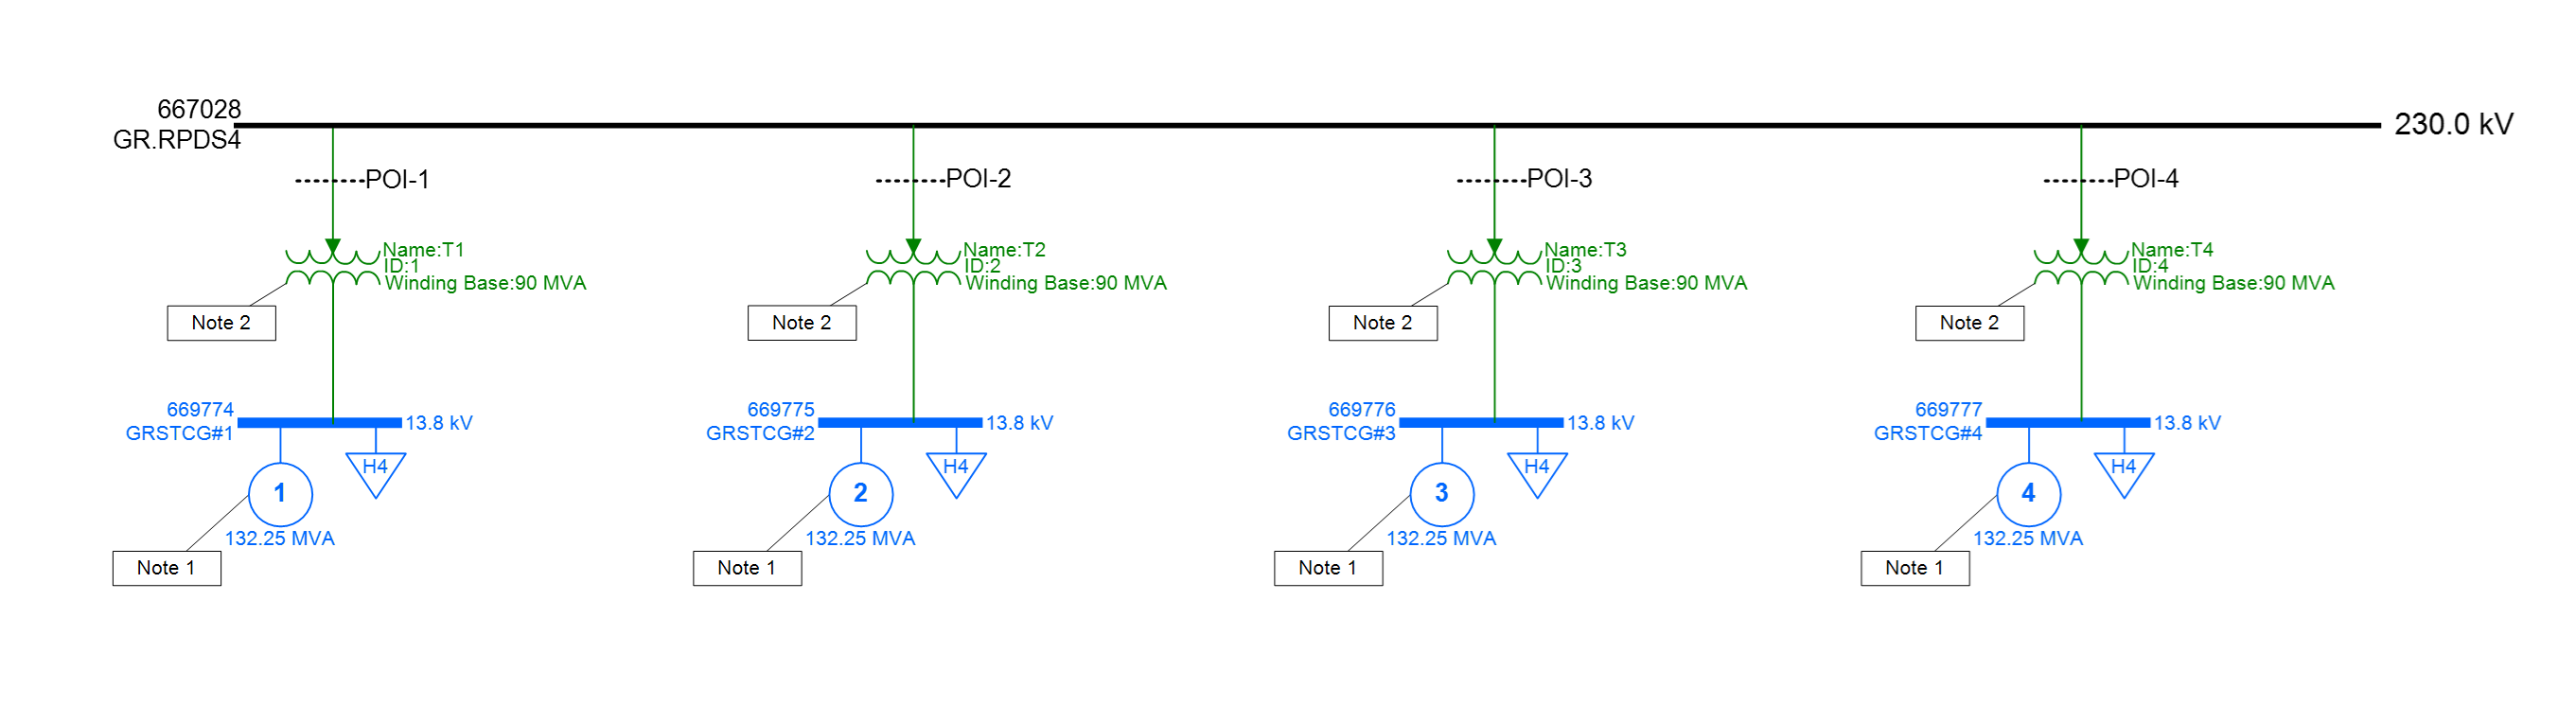 667028
GR.RPDS4
230.0 kV
POI-1
POI-2
POI-3
POI-4
Name:T1
ID:1
Winding Base:90 MVA
Note 2
Name:T2
ID:2
Winding Base:90 MVA
Note 2
Name:T3
ID:3
Winding Base:90 MVA
Note 2
Name:T4
ID:4
Winding Base:90 MVA
Note 2
669774
GRSTCG#1
13.8 kV
H4
1
132.25 MVA
Note 1
669775
GRSTCG#2
13.8 kV
H4
2
132.25 MVA
Note 1
669776
GRSTCG#3
13.8 kV
H4
3
132.25 MVA
Note 1
669777
GRSTCG#4
13.8 kV
H4
4
132.25 MVA
Note 1